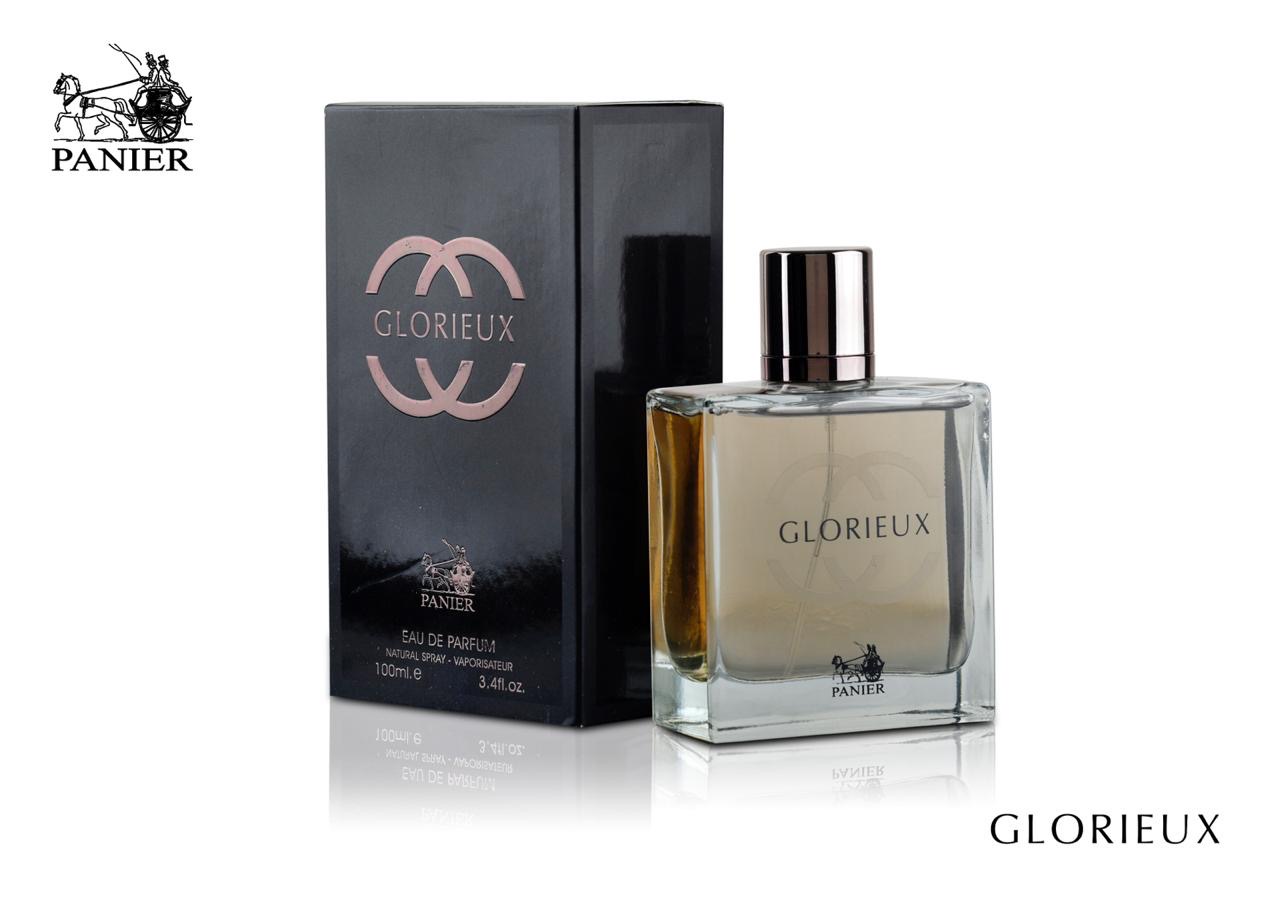 PANIER
GLORIEUX
PANIER
EAU DE PARFUM
NATURAL SPRAY - VAPORISATEUR
100ml.e 3.4fl.oz.
GLORIEUX
PANIER
GLORIEUX